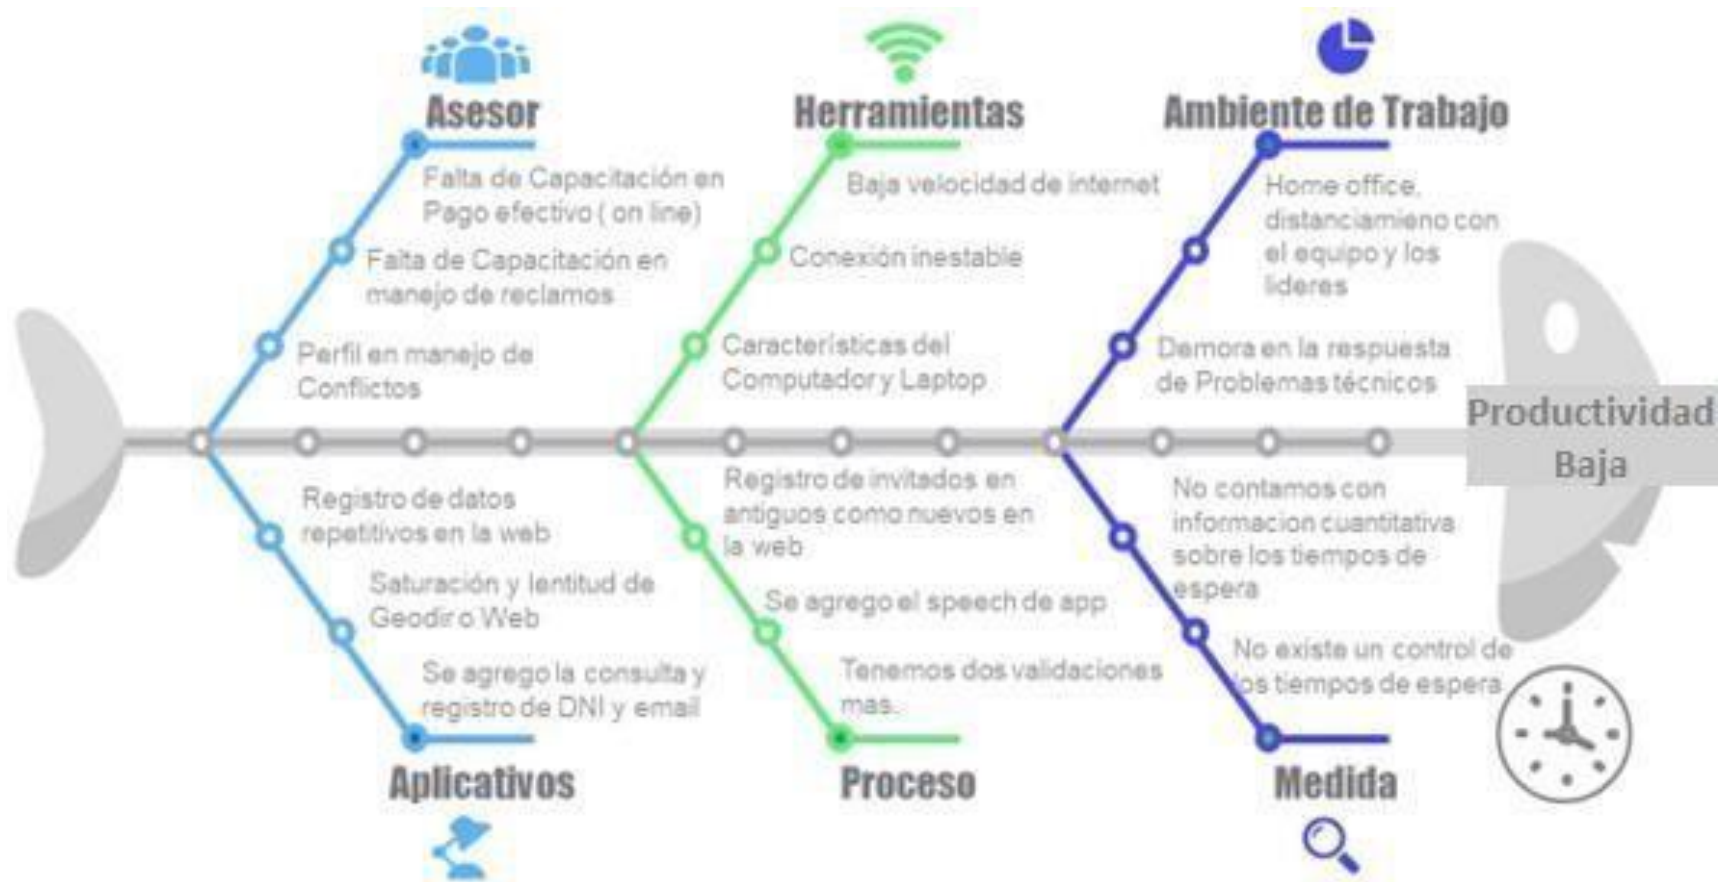 Asesor
Falta de Capacitación en
Pago efectivo ( on line)
Falta de Capacitación en
manejo de reclamos
Perfil en manejo de
Conflictos
Herramientas
Baja velocidad de internet
Conexión inestable
Características del
Computador y Laptop
Ambiente de Trabajo
Home office,
distanciamieno con
el equipo y los
lideres
Demora en la respuesta
de Problemas técnicos
Productividad
Baja
Registro de datos
repetitivos en la web
Saturación y lentitud de
Geodir o Web
Se agrego la consulta y
registro de DNI y email
Aplicativos
Registro de invitados en
antiguos como nuevos en
la web
Se agrego el speech de app
Tenemos dos validaciones
mas.
Proceso
No contamos con
informacion cuantitativa
sobre los tiempos de
espera
No existe un control de
los tiempos de espera
Medida